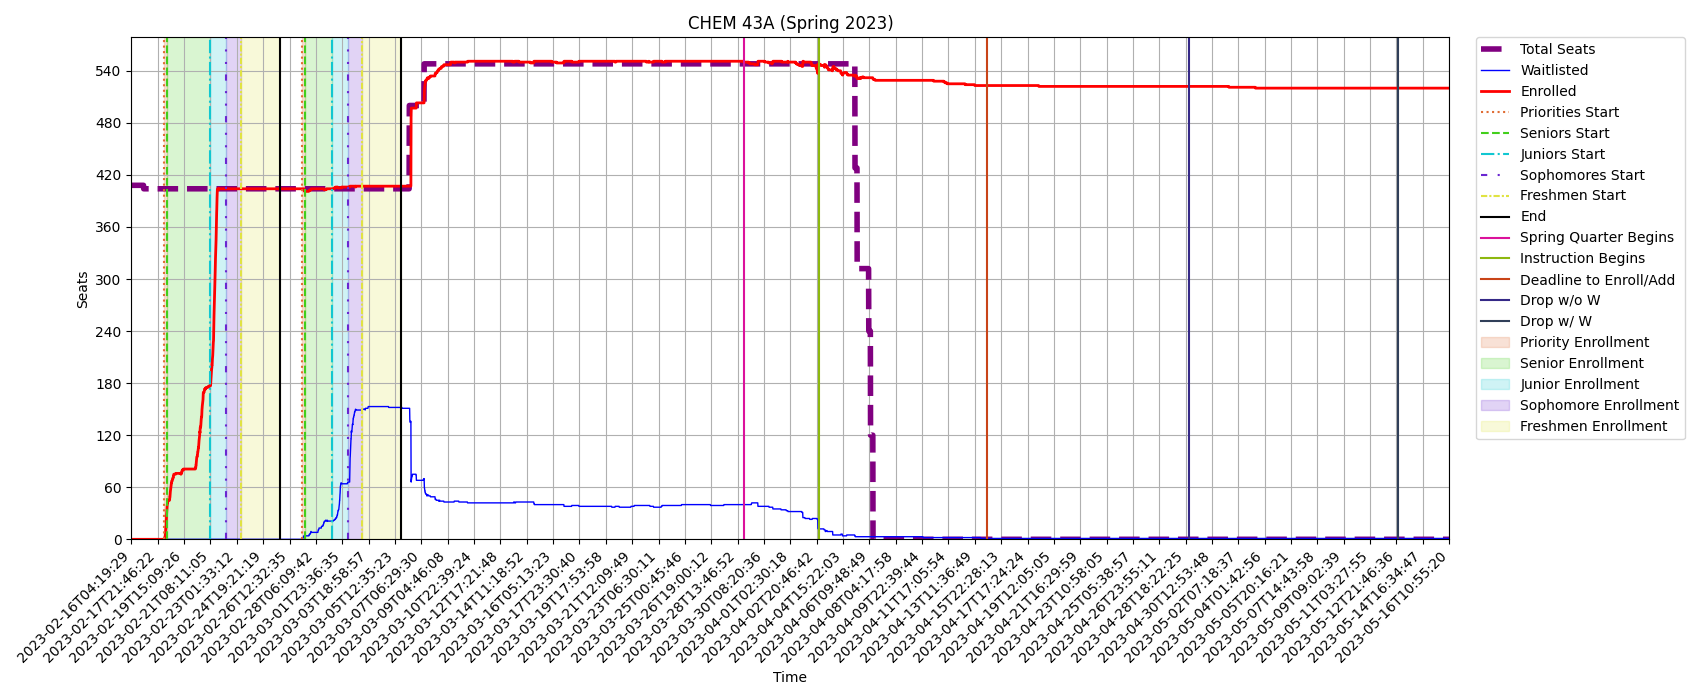 CHEM 43A (Spring 2023)
Seats
540
480
420
360
300
240
180
120
60
0
2023-02-16T04:19:29
2023-02-17T21:46:22
2023-02-19T15:09:26
2023-02-21T08:11:05
2023-02-23T01:33:12
2023-02-24T19:21:19
2023-02-26T12:32:35
2023-02-28T06:09:42
2023-03-01T23:36:35
2023-03-03T18:58:57
2023-03-05T12:35:23
2023-03-07T06:29:30
2023-03-09T04:46:08
2023-03-10T22:39:24
2023-03-12T17:21:48
2023-03-14T11:18:52
2023-03-16T05:13:23
2023-03-17T23:30:40
2023-03-19T17:53:58
2023-03-21T12:09:49
2023-03-23T06:30:11
2023-03-25T00:45:46
2023-03-26T19:00:12
2023-03-28T13:46:52
2023-03-30T08:20:36
2023-04-01T02:30:18
2023-04-02T20:46:42
2023-04-04T15:22:03
2023-04-06T09:48:49
2023-04-08T04:17:58
2023-04-09T22:39:44
2023-04-11T17:05:54
2023-04-13T11:36:49
2023-04-15T22:28:13
2023-04-17T17:24:24
2023-04-19T12:05:05
2023-04-21T16:29:59
2023-04-23T10:58:05
2023-04-25T05:38:57
2023-04-26T23:55:11
2023-04-28T18:22:25
2023-04-30T12:53:48
2023-05-02T07:18:37
2023-05-04T01:42:56
2023-05-05T20:16:21
2023-05-07T14:43:58
2023-05-09T09:02:39
2023-05-11T03:27:55
2023-05-12T21:46:36
2023-05-14T16:34:47
2023-05-16T10:55:20
Time
Total Seats
Waitlisted
Enrolled
Priorities Start
Seniors Start
Juniors Start
Sophomores Start
Freshmen Start
End
Spring Quarter Begins
Instruction Begins
Deadline to Enroll/Add
Drop w/o W
Drop w/ W
Priority Enrollment
Senior Enrollment
Junior Enrollment
Sophomore Enrollment
Freshmen Enrollment